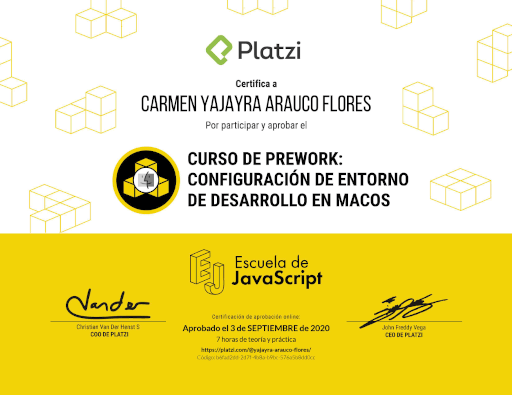 Platzi
Certifica a
CARMEN YAJAYRA ARAUCO FLORES
Por participar y aprobar el
CURSO DE PREWORK:
CONFIGURACIÓN DE ENTORNO
DE DESARROLLO EN MACOS
EJ
Escuela de
JavaScript
Certificación de aprobación online:
Aprobado el 3 de SEPTIEMBRE de 2020
7 horas de teoría y práctica
https://platzi.com/@yajayra-arauco-flores/
Código:
Christian Van Der Henst S
COO DE PLATZI
John Freddy Vega
CEO DE PLATZI